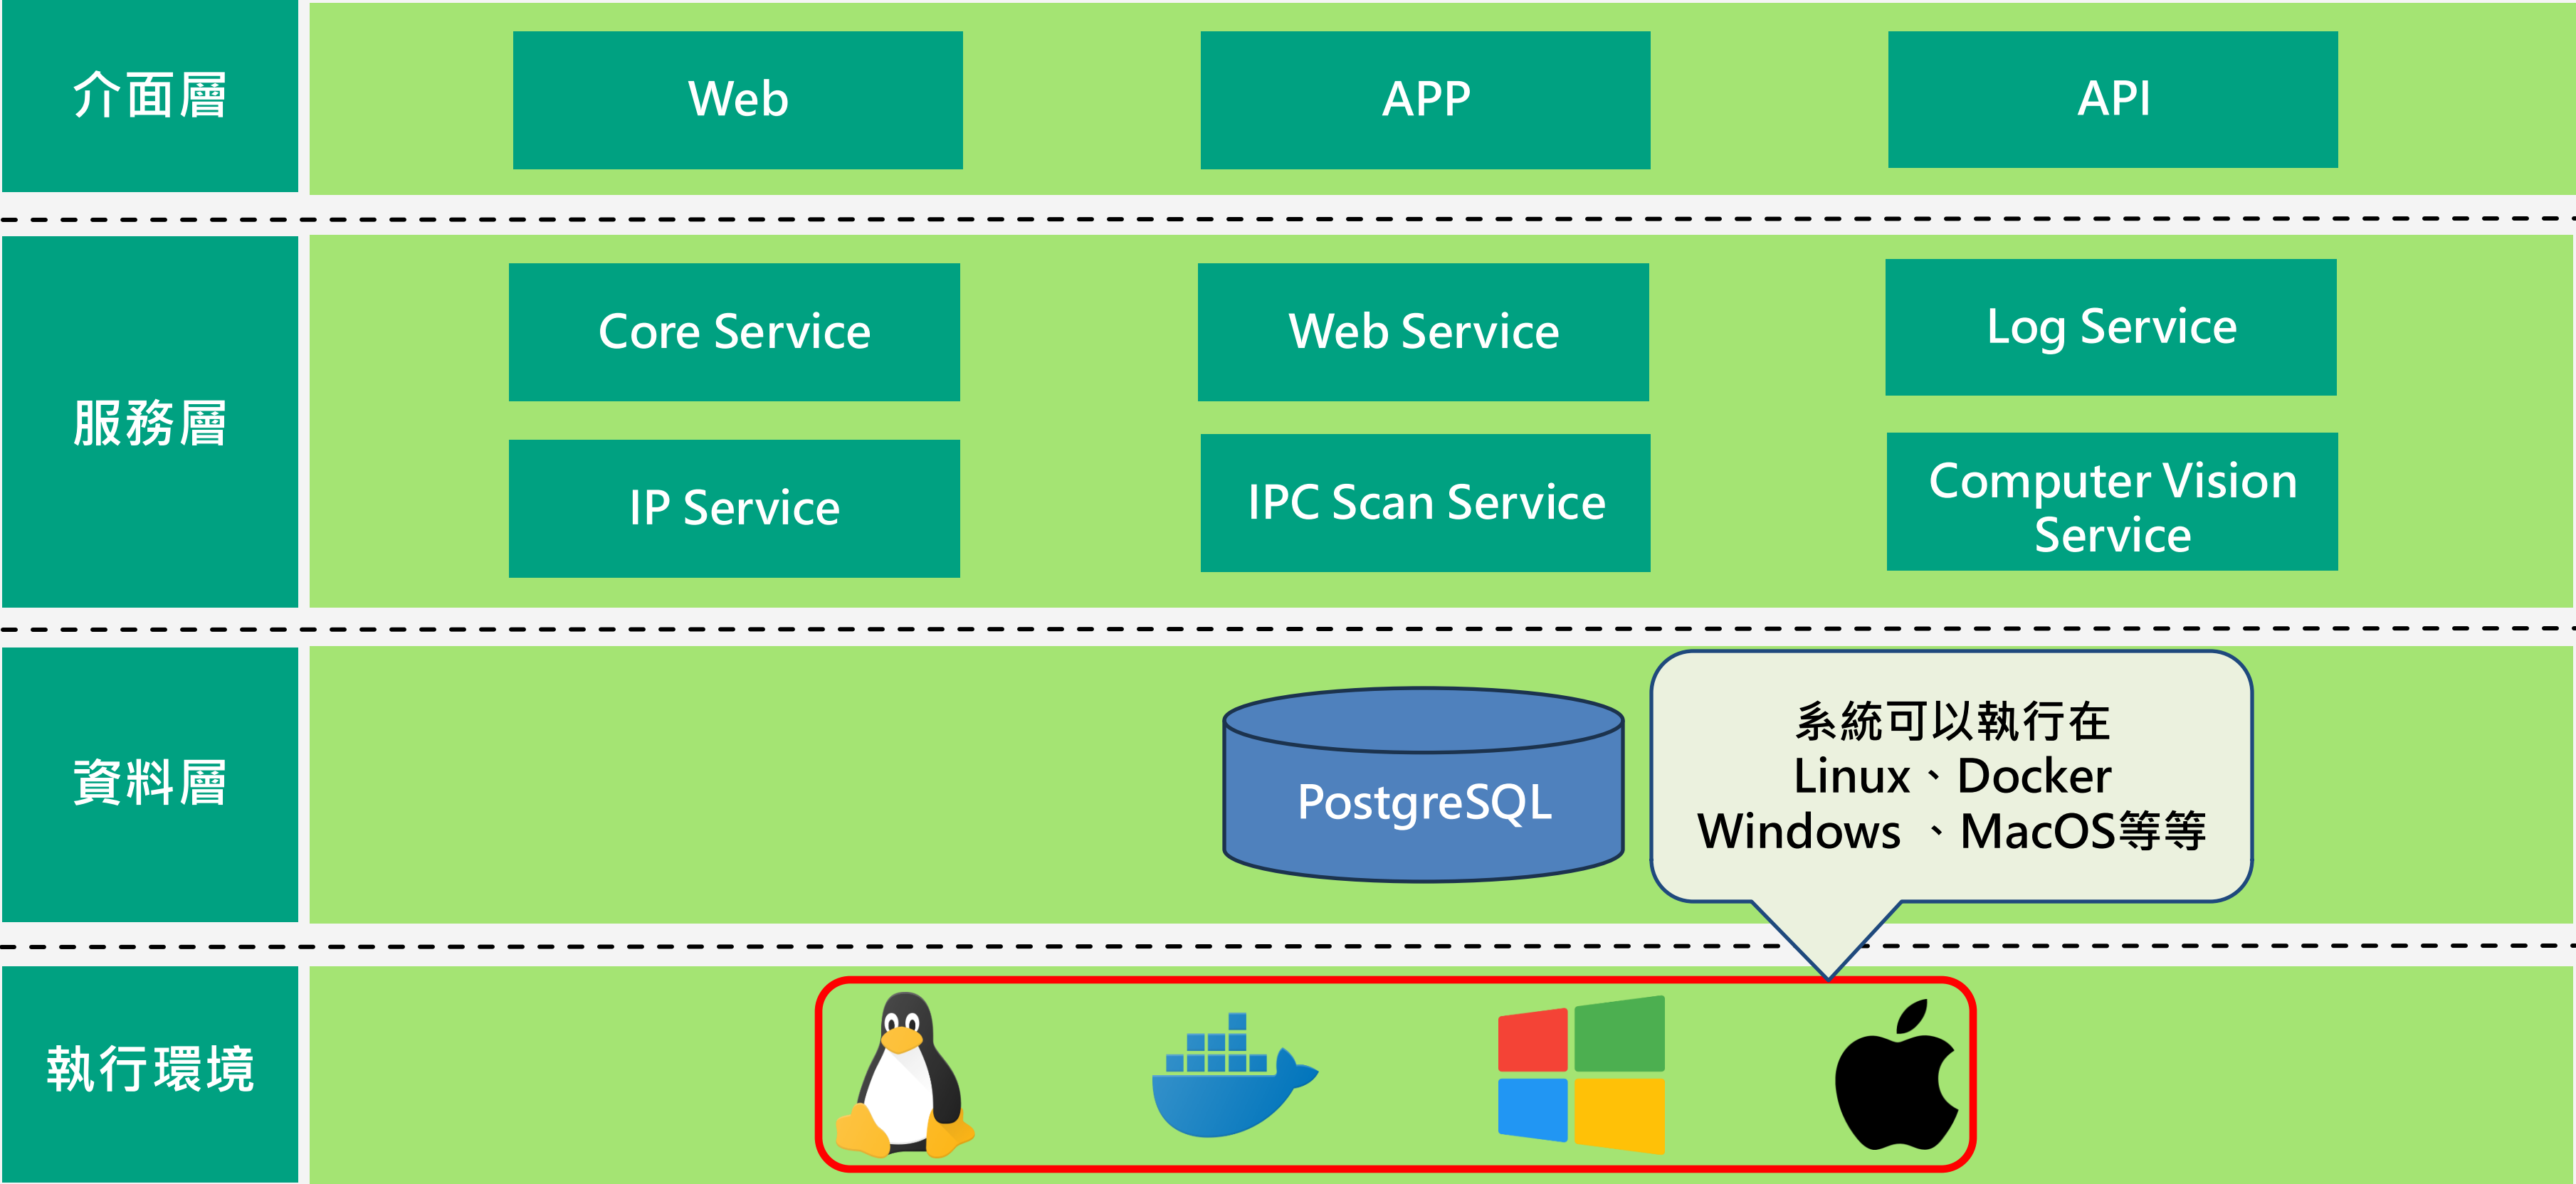 介面層
Web
APP
API
服務層
Core Service
Web Service
Log Service
IP Service
IPC Scan Service
Computer Vision
Service
資料層
PostgreSQL
系統可以執行在
Linux、Docker
Windows 、MacOS等等
執行環境